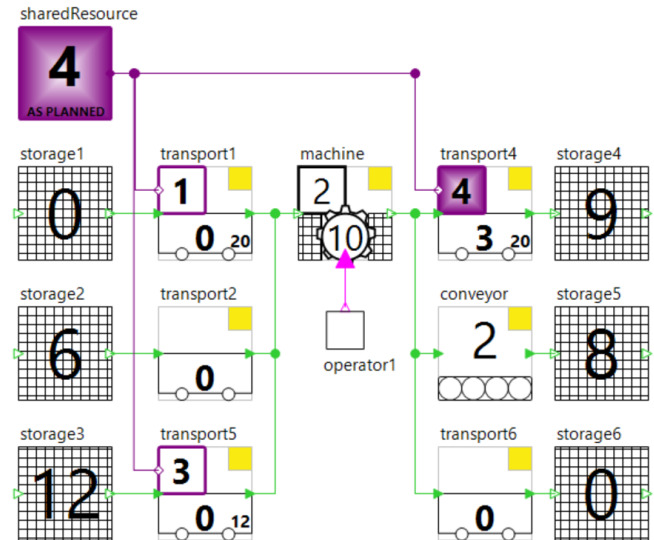 sharedResource
4
AS PLANNED
storage1 transport1 machine transport4 storage4
0 1 0 20 2 10 4 3 20 9
storage2 transport2 conveyor storage5
6 0 2 8
operator1
storage3 transport5 transport6 storage6
12 3 0 12 0 0